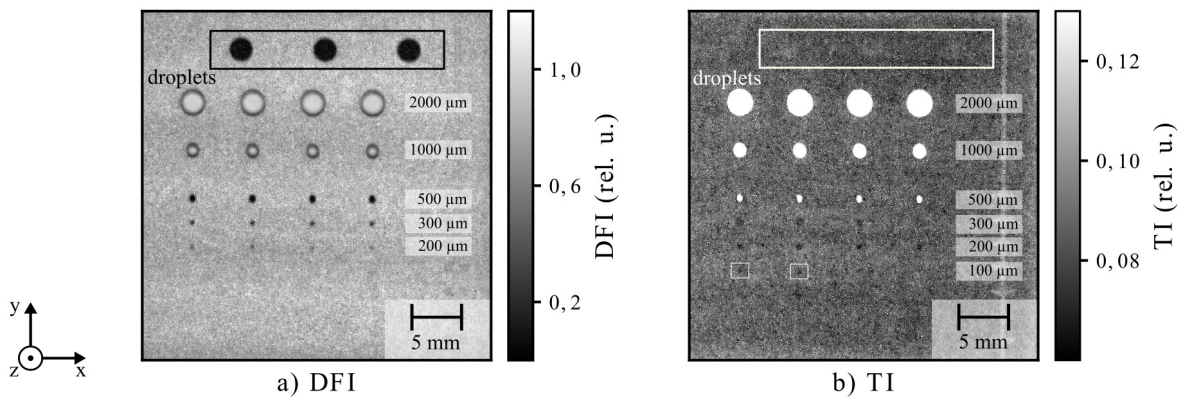 droplets
2000 µm
1000 µm
500 µm
300 µm
200 µm
5 mm
1,0
0,6
0,2
DFI (rel. u.)
a) DFI
droplets
2000 µm
1000 µm
500 µm
300 µm
200 µm
100 µm
5 mm
0,12
0,10
0,08
TI (rel. u.)
b) TI
y
z
x